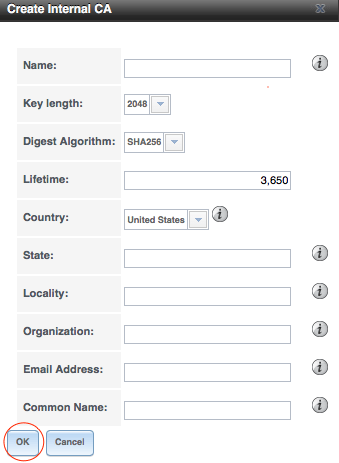 Create Internal CA
Name:
Key length: 2048
Digest Algorithm: SHA256
Lifetime: 3,650
Country: United States
State:
Locality:
Organization:
Email Address:
Common Name:
OK Cancel